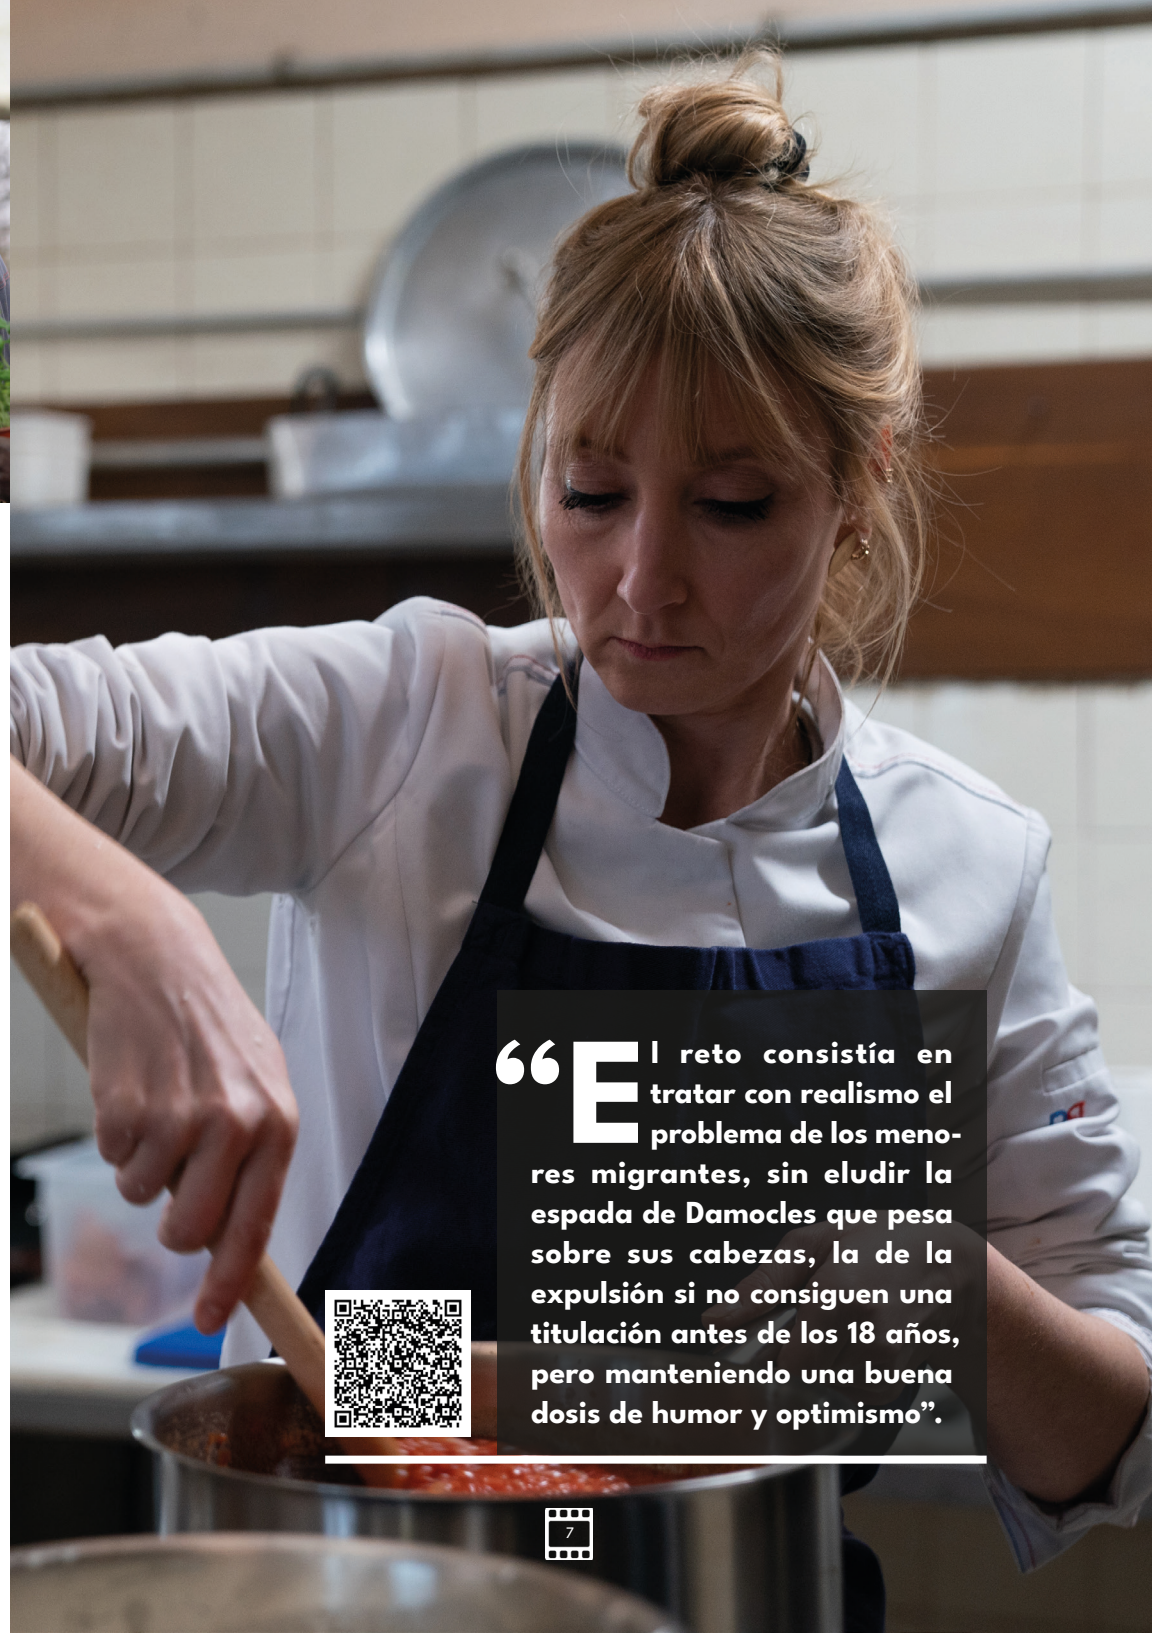 “El reto consistía en
tratar con realismo el
problema de los meno-
res migrantes, sin eludir la
espada de Damocles que pesa
sobre sus cabezas, la de la
expulsión si no consiguen una
titulación antes de los 18 años,
pero manteniendo una buena
dosis de humor y optimismo”.
7